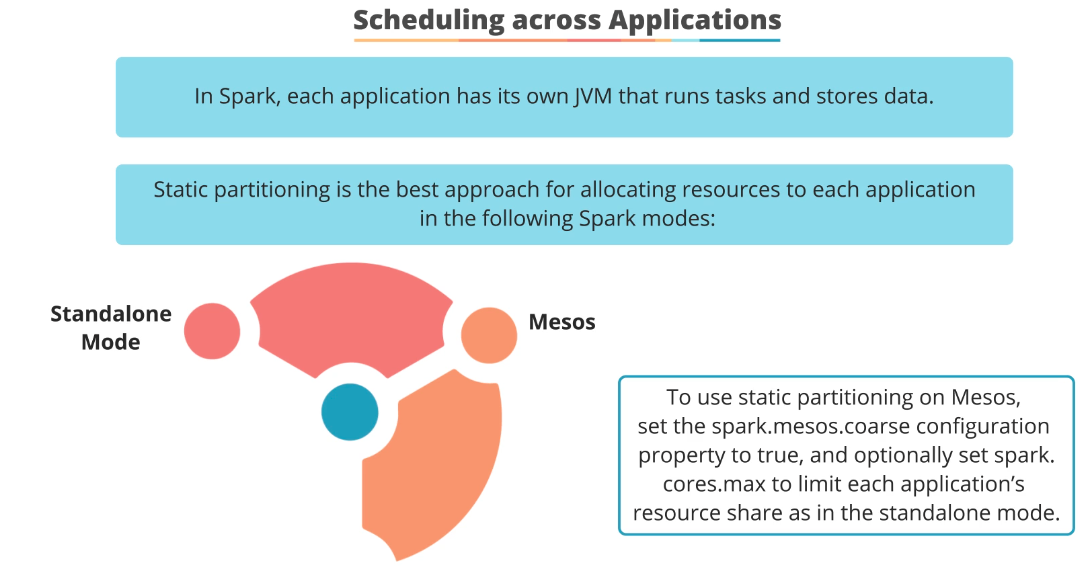 Scheduling across Applications
In Spark, each application has its own JVM that runs tasks and stores data.
Static partitioning is the best approach for allocating resources to each application
in the following Spark modes:
Standalone
Mode
Mesos
To use static partitioning on Mesos,
set the spark.mesos.coarse configuration
property to true, and optionally set spark.
cores.max to limit each application’s
resource share as in the standalone mode.